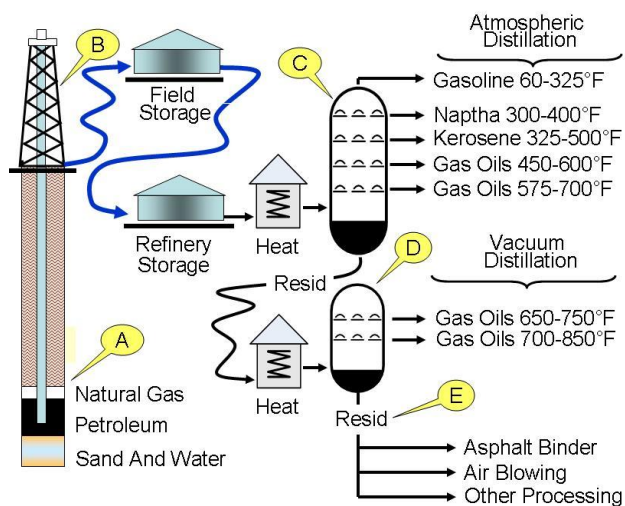 Atmospheric
Distillation
B
C
Gasoline 60-325°F
Field
Storage
Naptha 300-400°F
Kerosene 325-500°F
Gas Oils 450-600°F
Gas Oils 575-700°F
Refinery
Storage
Heat
Vacuum
Distillation
D
Resid
Gas Oils 650-750°F
Gas Oils 700-850°F
A
Natural Gas
Petroleum
Sand And Water
Heat
Resid
E
Asphalt Binder
Air Blowing
Other Processing